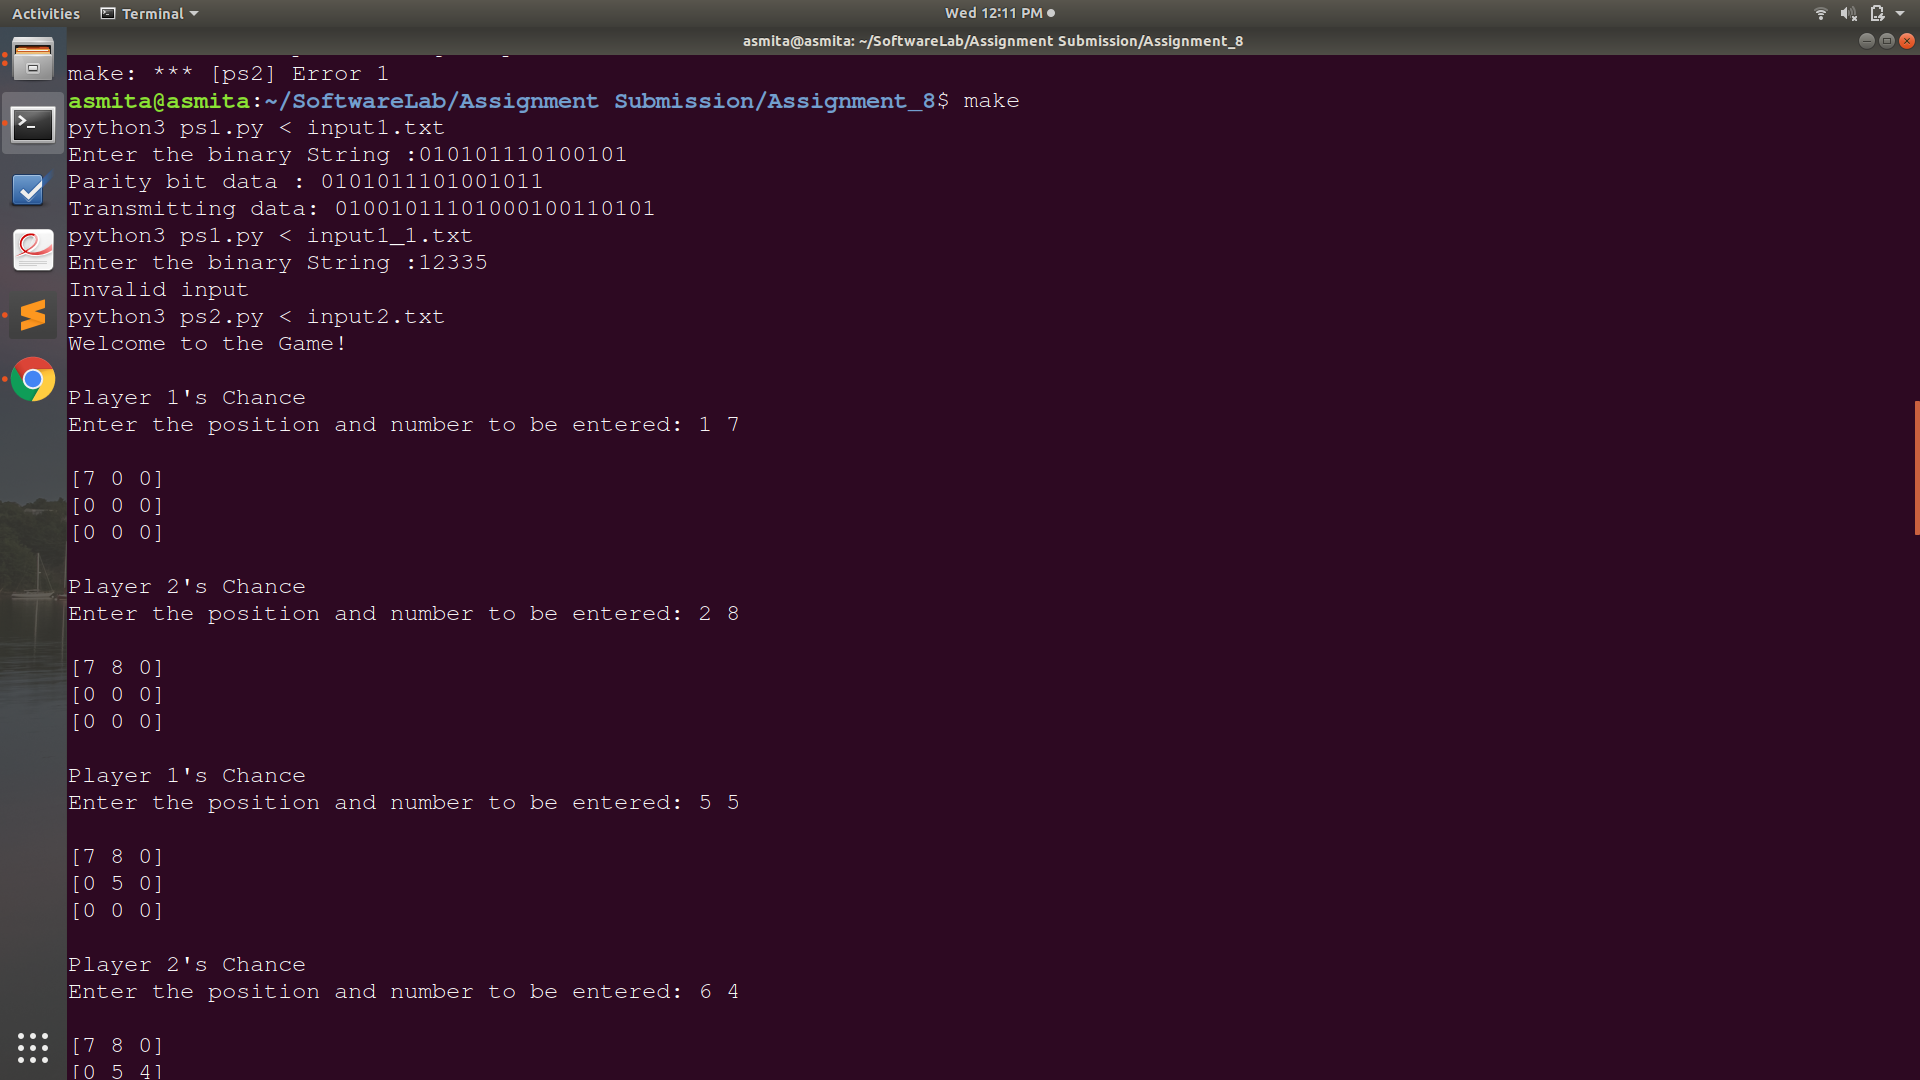 Activities Terminal Wed 12:11 PM
asmita@asmita: ~/SoftwareLab/Assignment Submission/Assignment_8
make: *** [ps2] Error 1
asmita@asmita:~/SoftwareLab/Assignment Submission/Assignment_8$ make
python3 ps1.py < input1.txt
Enter the binary String :010101110100101
Parity bit data : 0101011101001011
Transmitting data: 01001011101000100110101
python3 ps1.py < input1_1.txt
Enter the binary String :12335
Invalid input
python3 ps2.py < input2.txt
Welcome to the Game!
Player 1's Chance
Enter the position and number to be entered: 1 7
[7 0 0]
[0 0 0]
[0 0 0]
Player 2's Chance
Enter the position and number to be entered: 2 8
[7 8 0]
[0 0 0]
[0 0 0]
Player 1's Chance
Enter the position and number to be entered: 5 5
[7 8 0]
[0 5 0]
[0 0 0]
Player 2's Chance
Enter the position and number to be entered: 6 4
[7 8 0]
[0 5 4]